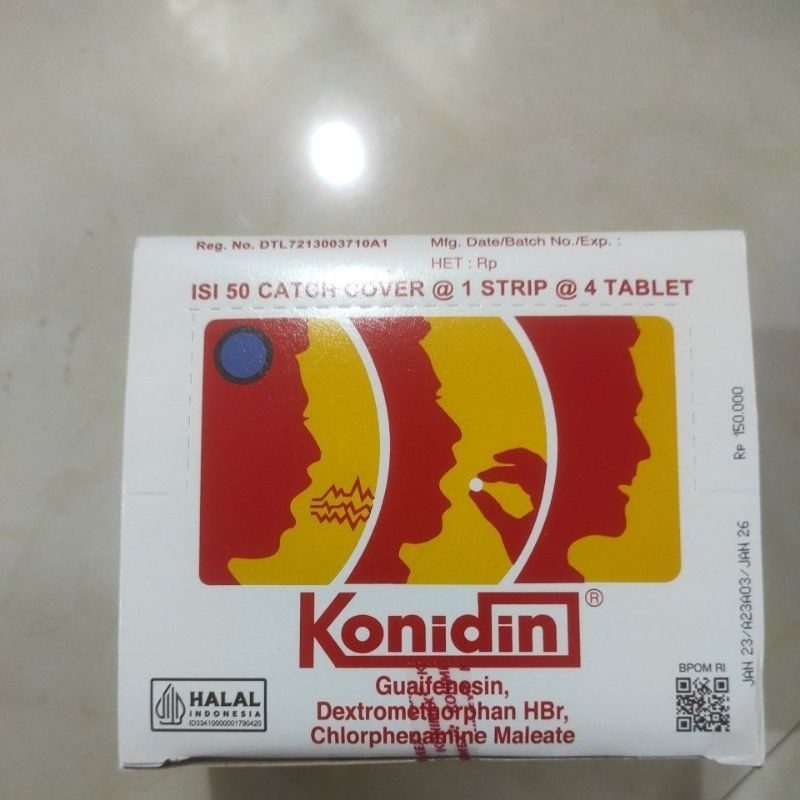 Reg. No. DTL7213003710A1
Mfg. Date/Batch No./Exp. :
HET : Rp
ISI 50 CATCH COVER @ 1 STRIP @ 4 TABLET
Rp 150.000
JAN 23/A23A03/JAN 26
Konidin®
Guaifenesin,
Dextromethorphan HBr,
Chlorphenamine Maleate
HALAL
INDONESIA
ID33410000001790420
BPOM RI